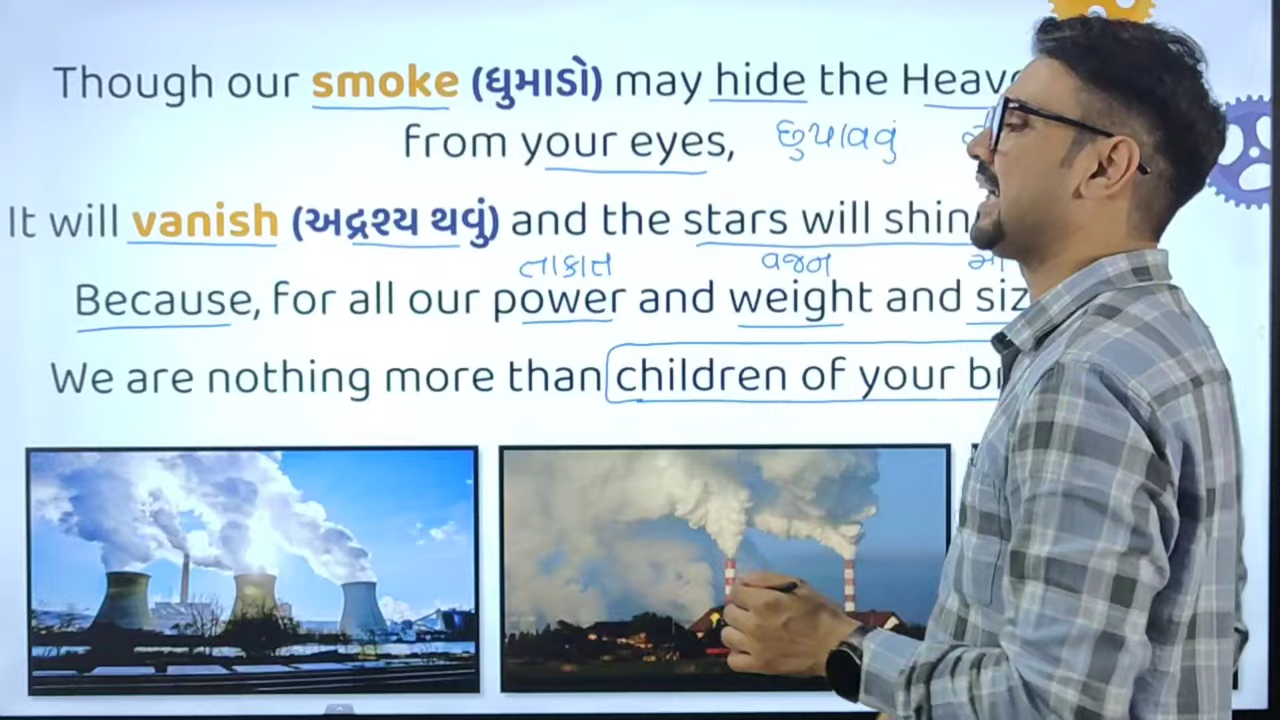 Though our smoke (ધુમાડો) may hide the Heav
from your eyes, છુપાવવું
It will vanish (અદ્રશ્ય થવું) and the stars will shin
તાકાત વજન
Because, for all our power and weight and siz
We are nothing more than children of your br